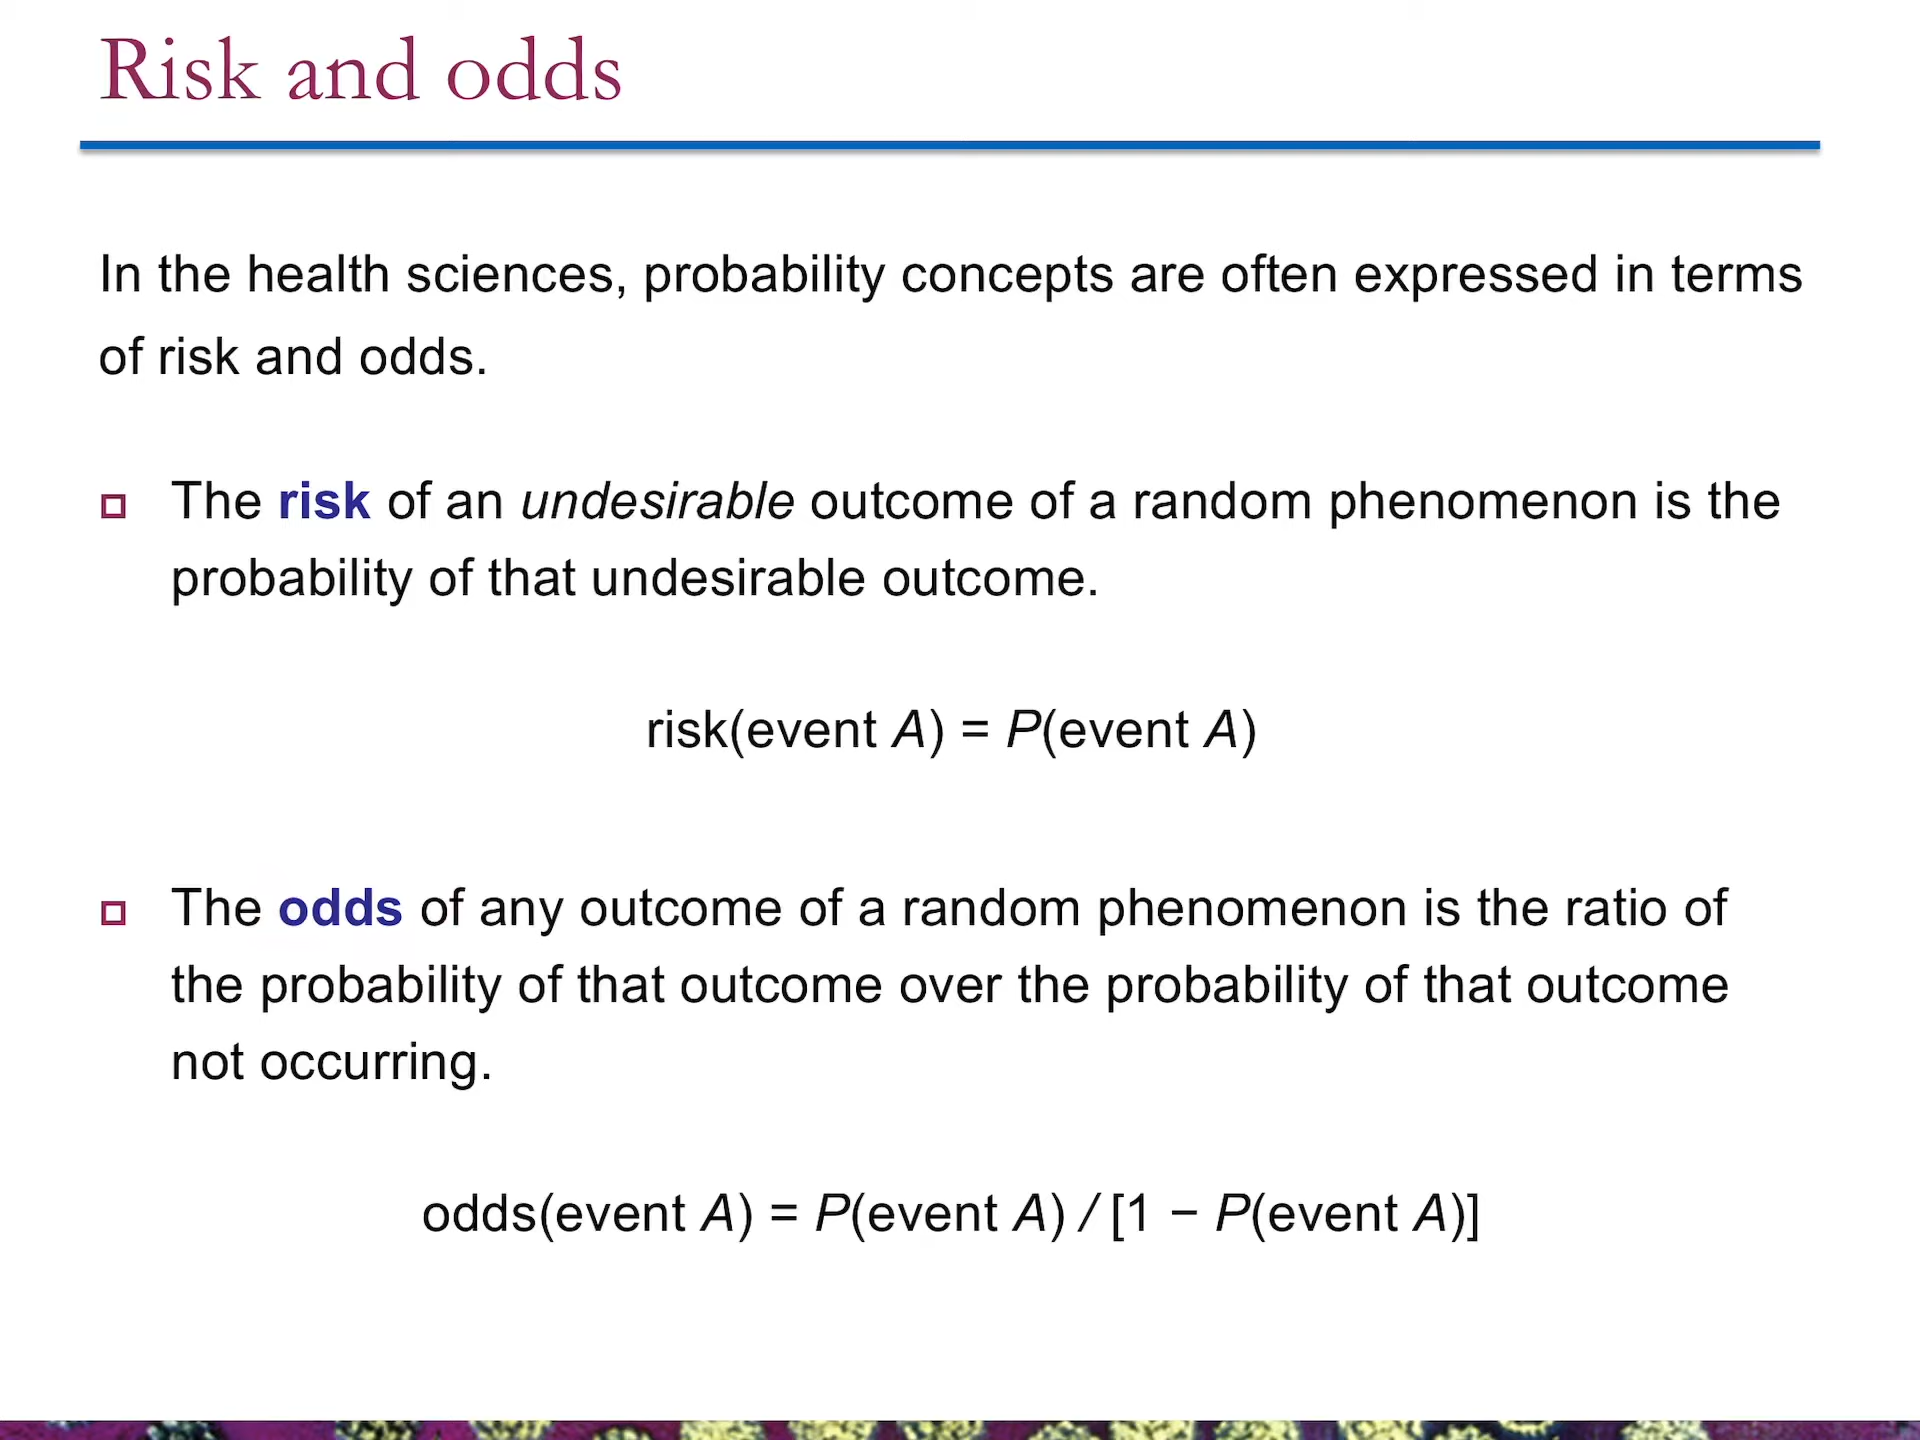 Risk and odds
In the health sciences, probability concepts are often expressed in terms
of risk and odds.
The risk of an undesirable outcome of a random phenomenon is the
probability of that undesirable outcome.
risk(event A) = P(event A)
The odds of any outcome of a random phenomenon is the ratio of
the probability of that outcome over the probability of that outcome
not occurring.
odds(event A) = P(event A) / [1 − P(event A)]